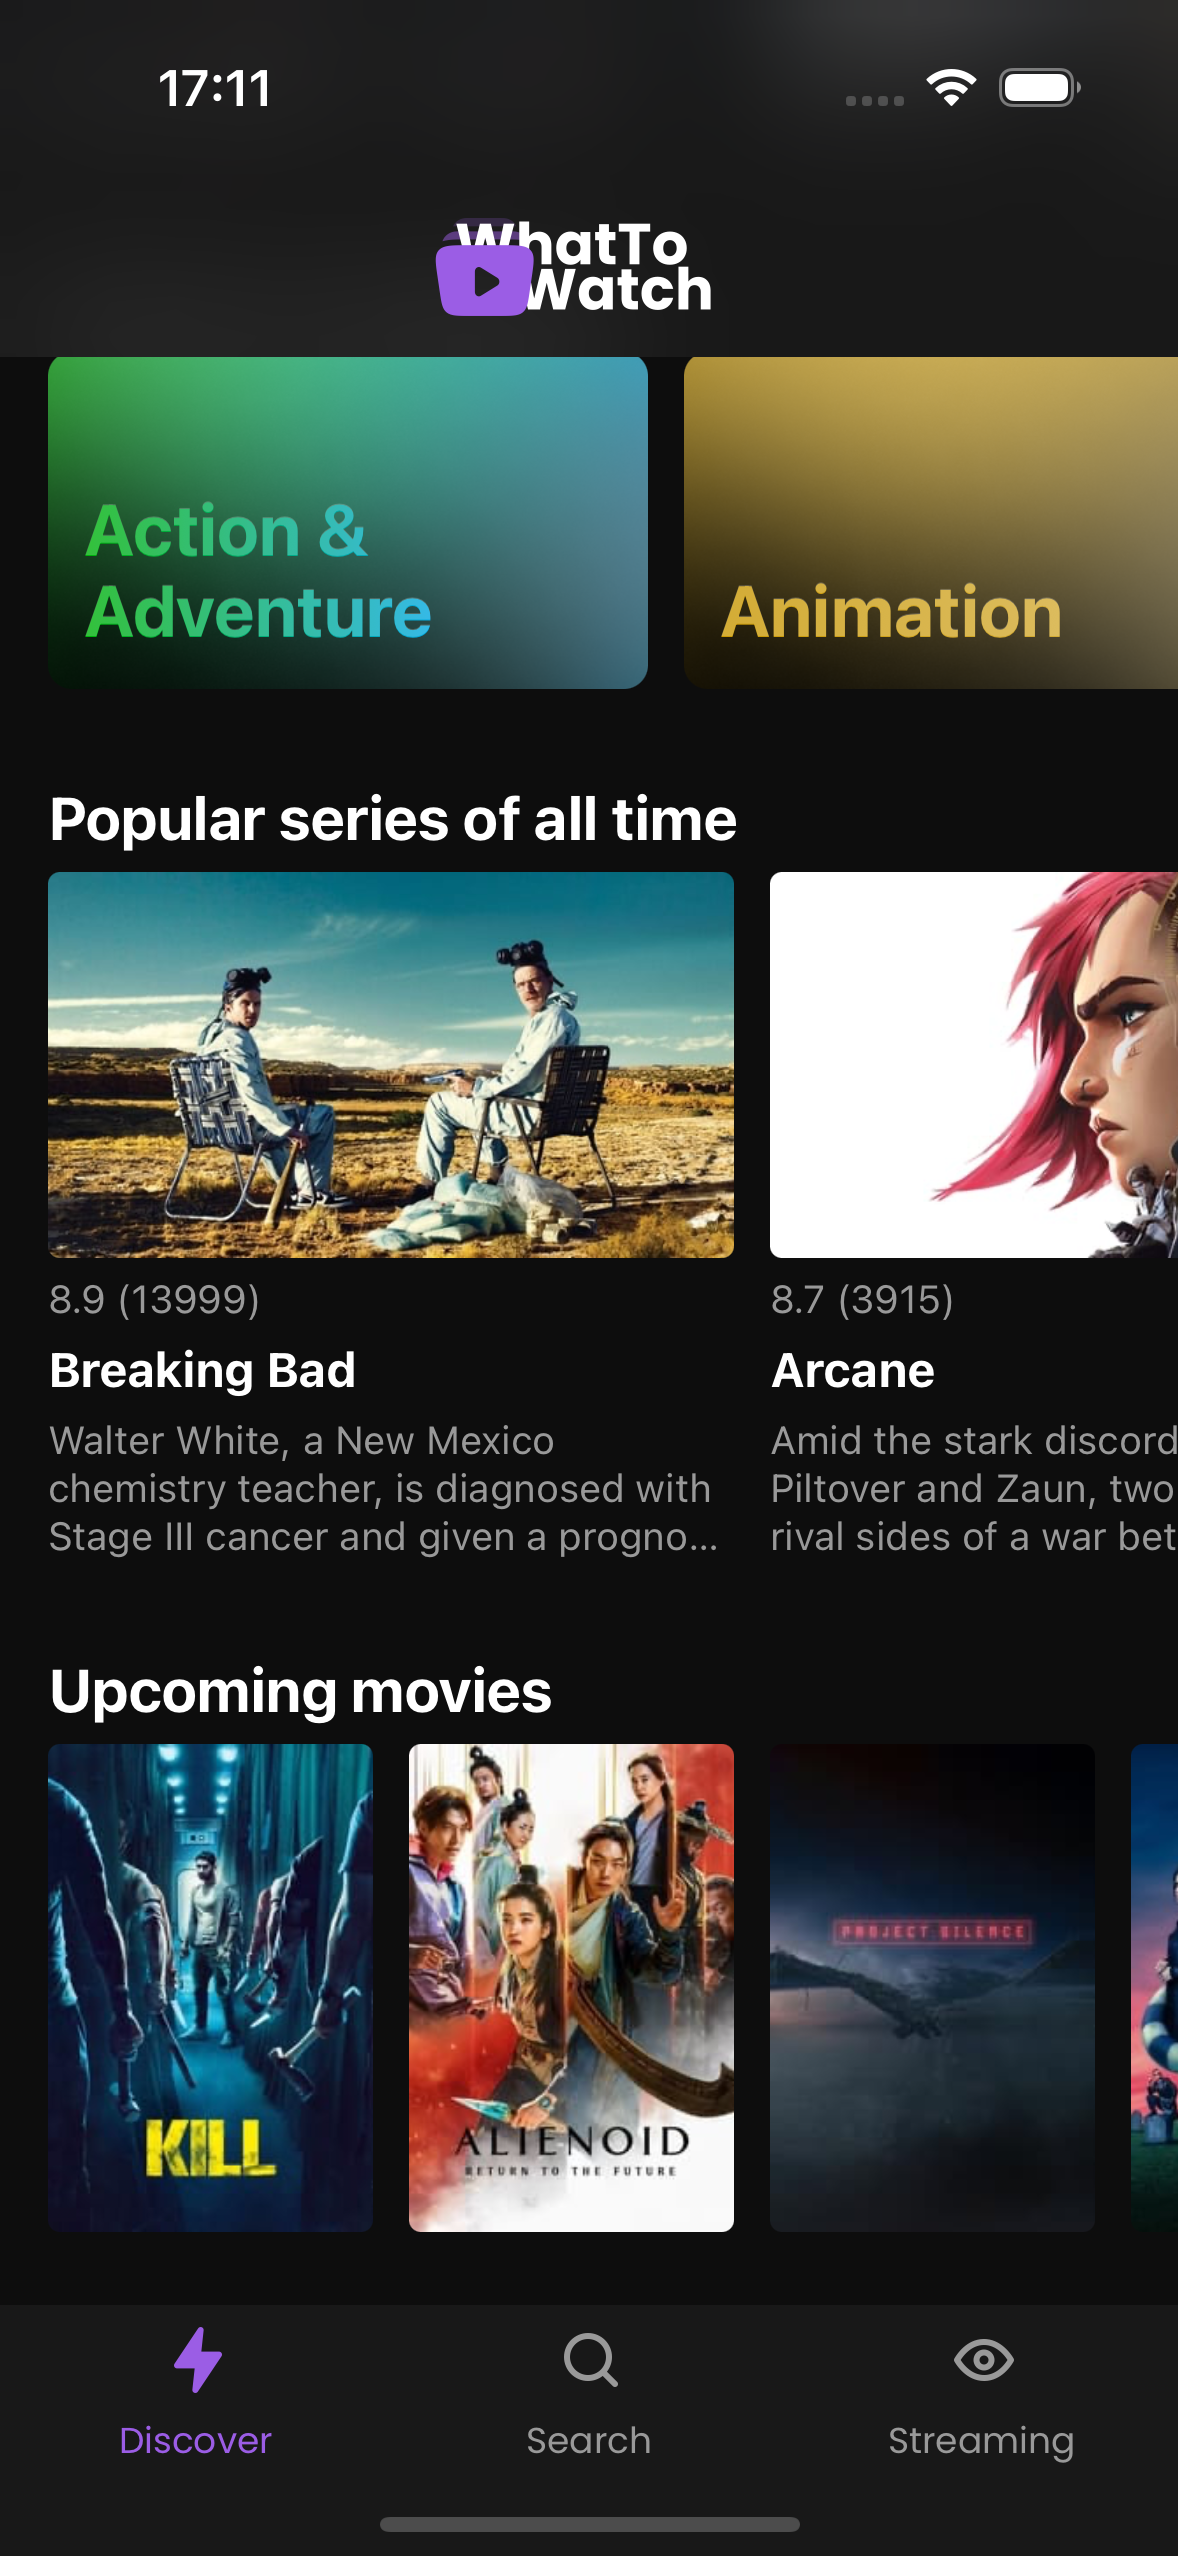 17:11
WhatTo
Watch
Action &
Adventure
Animation
Popular series of all time
8.9 (13999)
Breaking Bad
Walter White, a New Mexico
chemistry teacher, is diagnosed with
Stage III cancer and given a progno...
8.7 (3915)
Arcane
Amid the stark discord
Piltover and Zaun, two
rival sides of a war bet
Upcoming movies
KILL
ALIENOID
RETURN TO THE FUTURE
PROJECT SILENCE
Discover
Search
Streaming